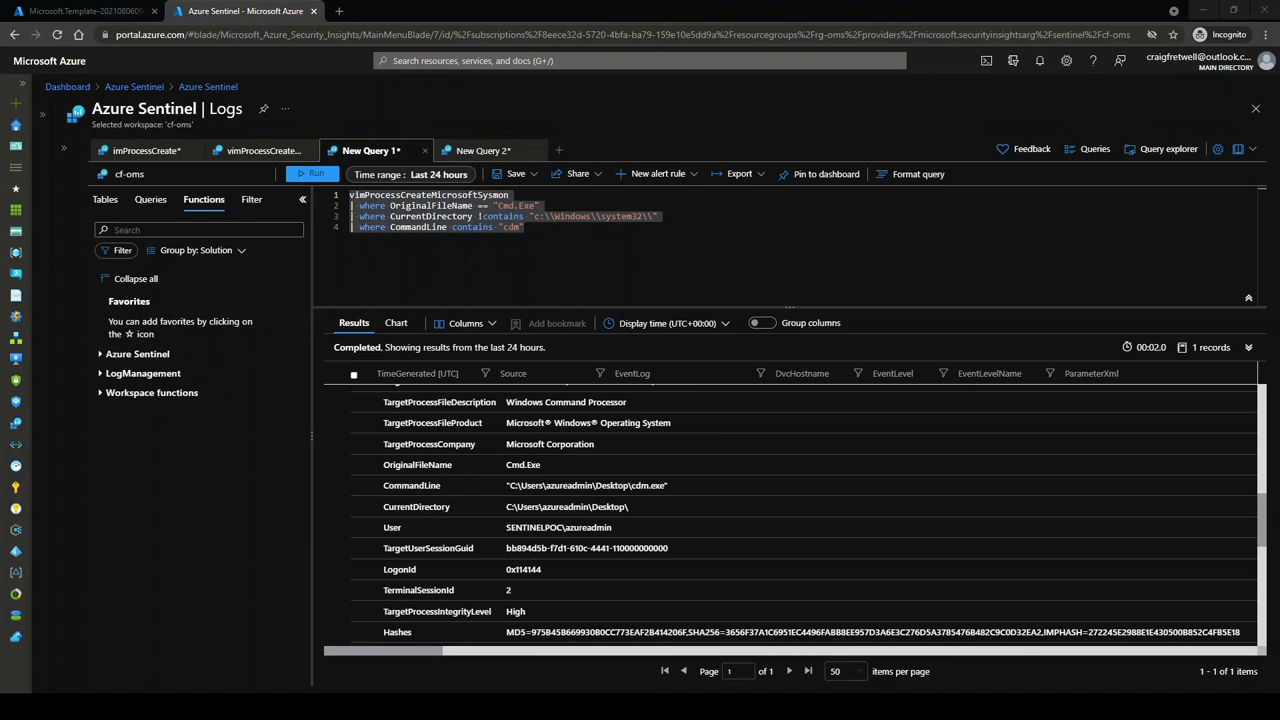 Microsoft.Template-2021080609
Azure Sentinel - Microsoft Azure
portal.azure.com/#blade/Microsoft_Azure_Security_Insights/MainMenuBlade/7/id/%2Fsubscriptions%2F8eece32d-5720-4bfa-ba79-159e10e5dd9a%2Fresourcegroups%2Frg-oms%2Fproviders%2Fmicrosoft.securityinsightsarg%2Fsentinel%2Fcf-oms
Incognito
Microsoft Azure
Search resources, services, and docs (G+/)
craigfretwell@outlook.c...
MAIN DIRECTORY
Dashboard > Azure Sentinel > Azure Sentinel
Azure Sentinel | Logs
Selected workspace: 'cf-oms'
imProcessCreate*
vimProcessCreate...
New Query 1*
New Query 2*
Feedback
Queries
Query explorer
cf-oms
Run
Time range : Last 24 hours
Save
Share
New alert rule
Export
Pin to dashboard
Format query
Tables
Queries
Functions
Filter
Search
Filter
Group by: Solution
Collapse all
Favorites
You can add favorites by clicking on
the ☆ icon
Azure Sentinel
LogManagement
Workspace functions
1 vimProcessCreateMicrosoftSysmon
2 | where OriginalFileName == "Cmd.Exe"
3 | where CurrentDirectory !contains "c:\\Windows\\system32\\"
4 | where CommandLine contains "cdm"
Results
Chart
Columns
Add bookmark
Display time (UTC+00:00)
Group columns
Completed. Showing results from the last 24 hours.
00:02.0
1 records
TimeGenerated [UTC] Source EventLog DvcHostname EventLevel EventLevelName ParameterXml
TargetProcessFileDescription Windows Command Processor
TargetProcessFileProduct Microsoft® Windows® Operating System
TargetProcessCompany Microsoft Corporation
OriginalFileName Cmd.Exe
CommandLine "C:\Users\azureadmin\Desktop\cdm.exe"
CurrentDirectory C:\Users\azureadmin\Desktop\
User SENTINELPOC\azureadmin
TargetUserSessionGuid bb894d5b-f7d1-610c-4441-110000000000
LogonId 0x114144
TerminalSessionId 2
TargetProcessIntegrityLevel High
Hashes MD5=975B45B669930B0CC773EAF2B414206F,SHA256=3656F37A1C6951EC4496FABB8EE957D3A6E3C276D5A3785476B482C9C0D32EA2,IMPHASH=272245E2988E1E430500B852C4FB5E18
Page 1 of 1
50 items per page
1 - 1 of 1 items